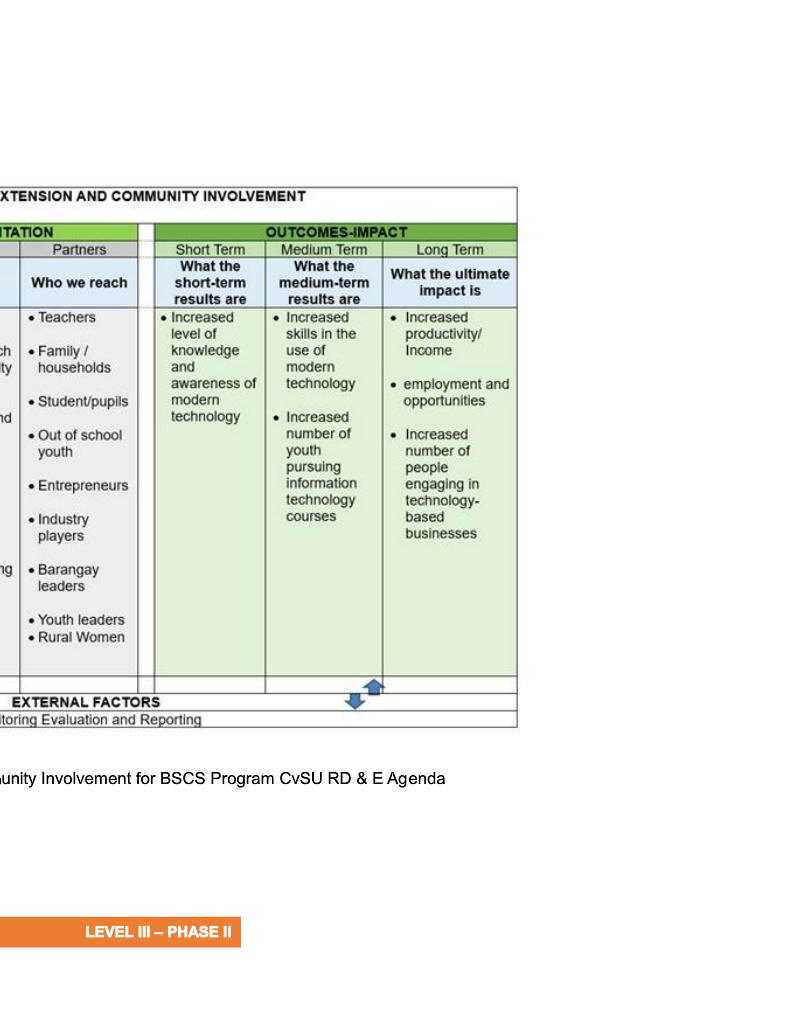 XTENSION AND COMMUNITY INVOLVEMENT
TATION
OUTCOMES-IMPACT
Partners
Short Term
Medium Term
Long Term
Who we reach
What the
short-term
results are
What the
medium-term
results are
What the ultimate
impact is
ch
ty
nd
ng
• Teachers
• Family /
households
• Student/pupils
• Out of school
youth
• Entrepreneurs
• Industry
players
• Barangay
leaders
• Youth leaders
• Rural Women
• Increased
level of
knowledge
and
awareness of
modern
technology
• Increased
skills in the
use of
modern
technology
• Increased
number of
youth
pursuing
information
technology
courses
• Increased
productivity/
Income
• employment and
opportunities
• Increased
number of
people
engaging in
technology-
based
businesses
EXTERNAL FACTORS
itoring Evaluation and Reporting
unity Involvement for BSCS Program CvSU RD & E Agenda
LEVEL III – PHASE II